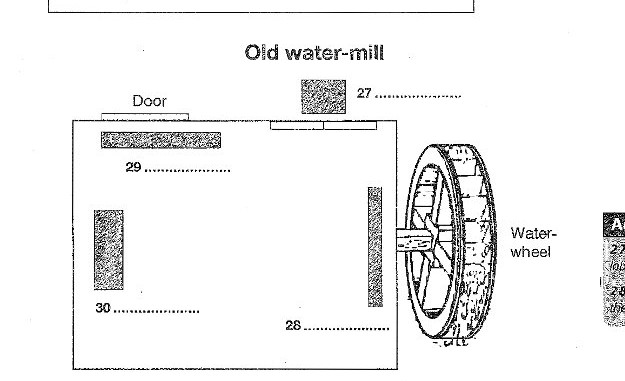 Old water-mill
27 ........................
Door
29 ........................
Water-
wheel
30 ........................
28 ........................